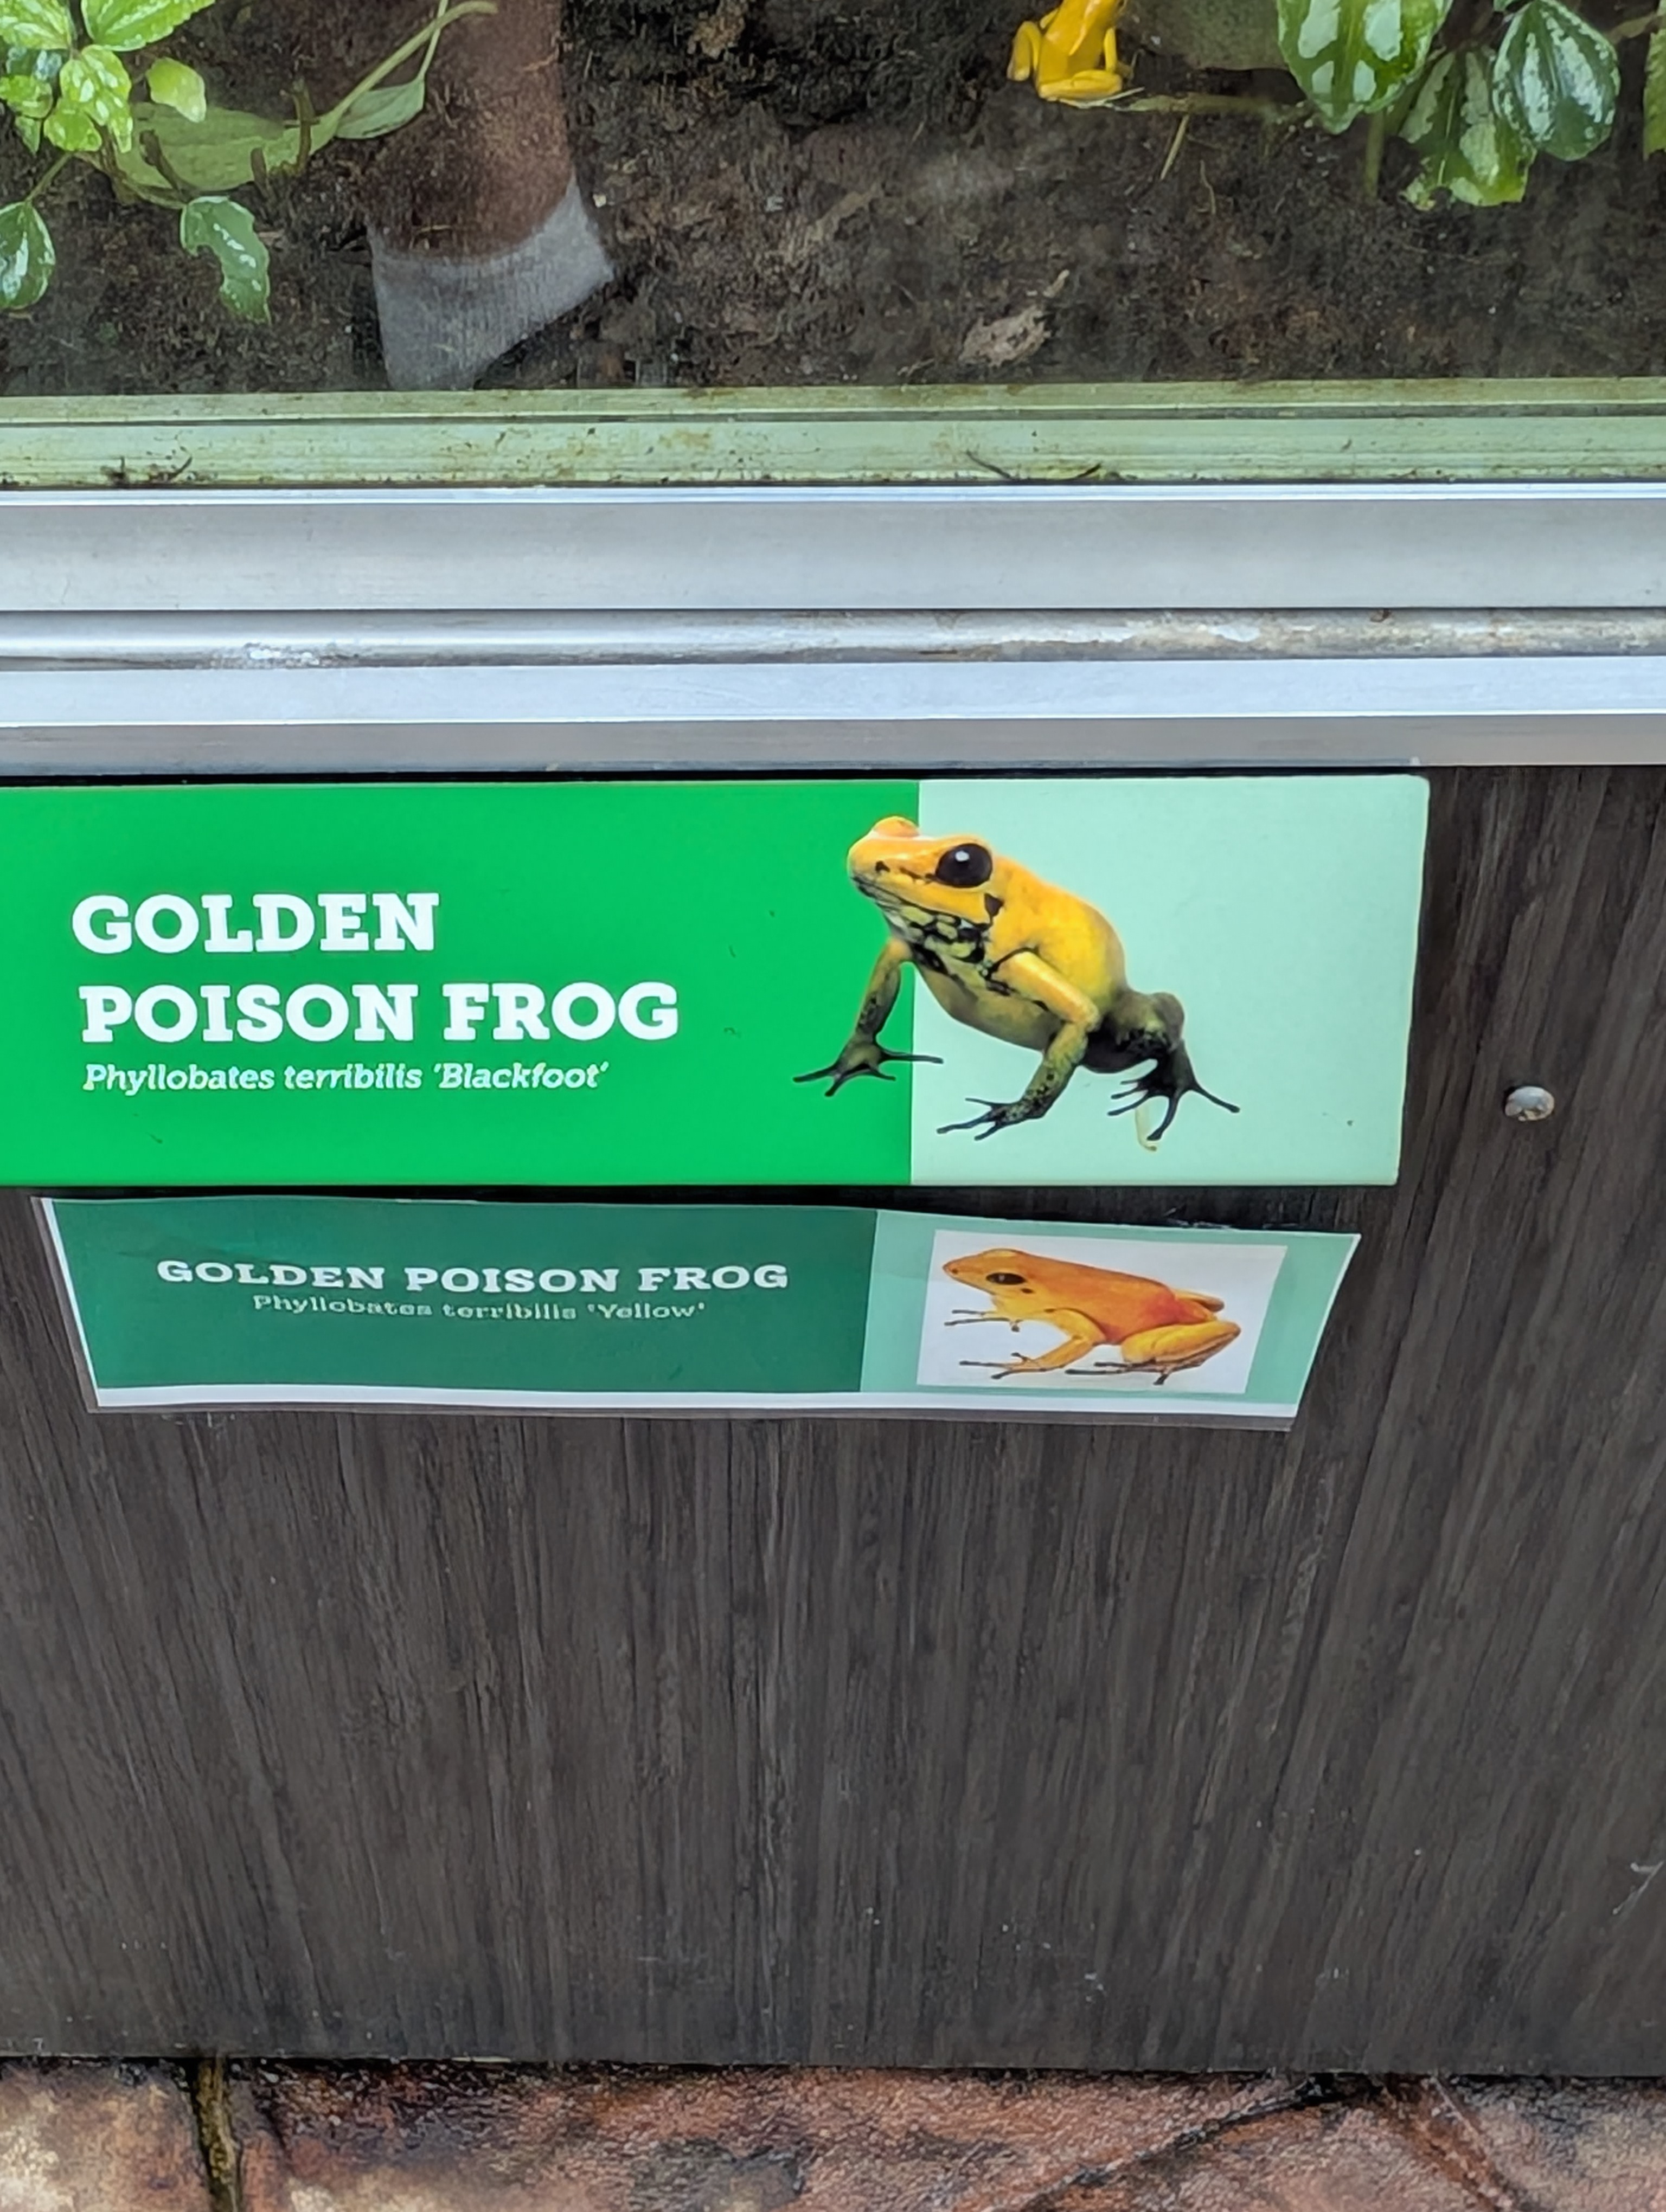 GOLDEN
POISON FROG
Phyllobates terribilis 'Blackfoot'
GOLDEN POISON FROG
Phyllobates terribilis 'Yellow'